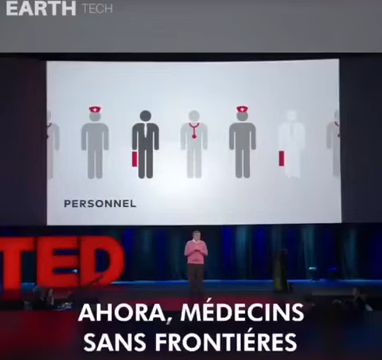 EARTH TECH
PERSONNEL
TED
AHORA, MÉDECINS
SANS FRONTIÉRES